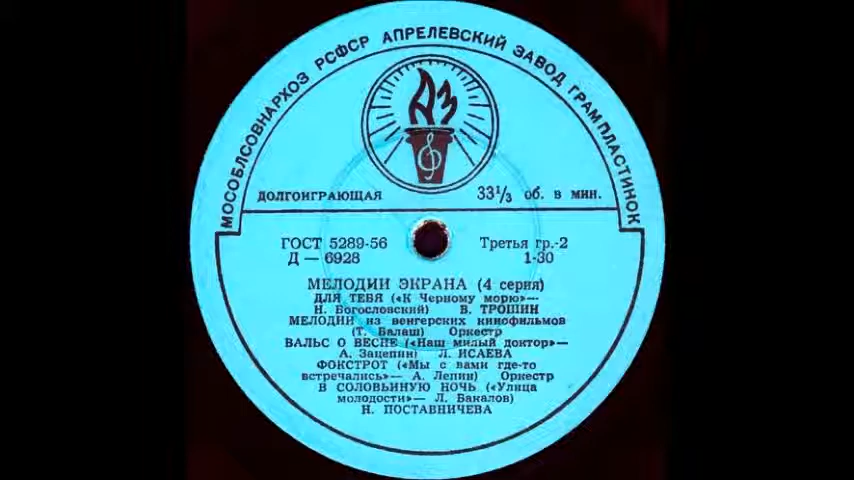 МОСОБЛСОВНАРХОЗ РСФСР АПРЕЛЕВСКИЙ ЗАВОД ГРАМПЛАСТИНОК
АЗ
ДОЛГОИГРАЮЩАЯ 33⅓ об. в мин.
ГОСТ 5289-56 Третья гр.-2
Д — 6928 1-30
МЕЛОДИИ ЭКРАНА (4 серия)
ДЛЯ ТЕБЯ («К Черному морю»—
Н. Богословский) В. ТРОШИН
МЕЛОДИИ из венгерских кинофильмов
(Т. Балаш) Оркестр
ВАЛЬС О ВЕСНЕ («Наш милый доктор»—
А. Зацепин) Л. ИСАЕВА
ФОКСТРОТ («Мы с вами где-то
встречались»— А. Лепин) Оркестр
В СОЛОВЬИНУЮ НОЧЬ («Улица
молодости»— Л. Бакалов)
Н. ПОСТАВНИЧЕВА